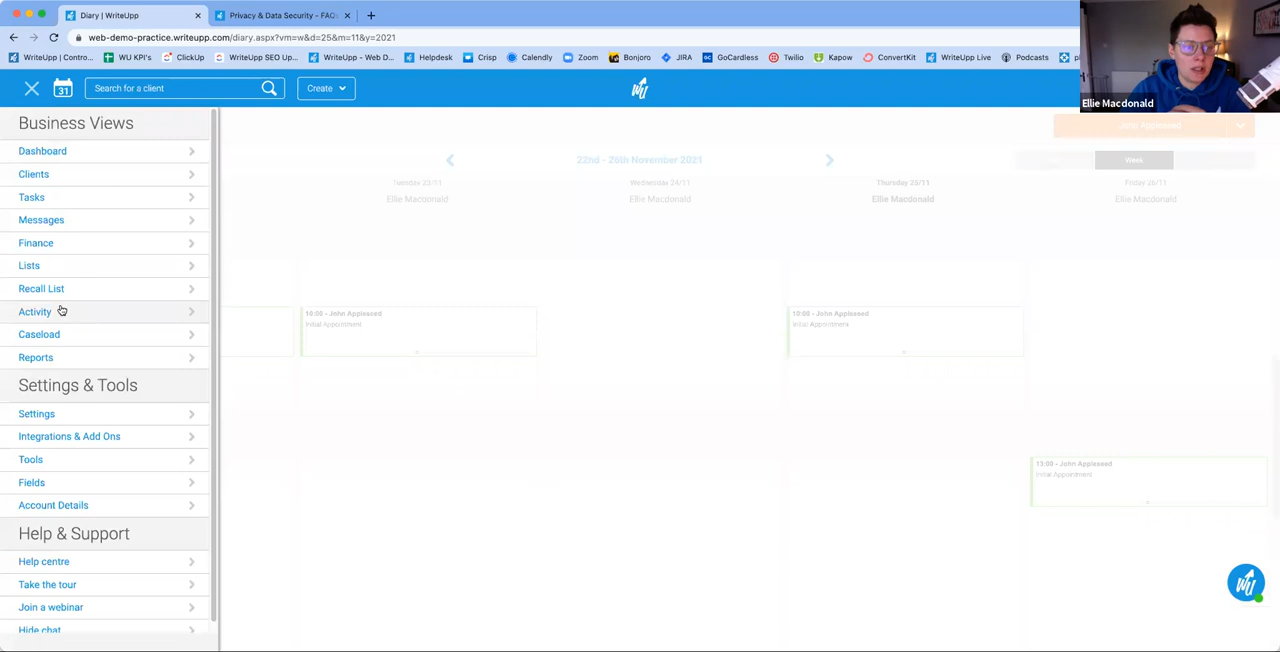 Diary | WriteUpp
Privacy & Data Security - FAQs
web-demo-practice.writeupp.com/diary.aspx?vm=w&d=25&m=11&y=2021
WriteUpp | Contro... WU KPI's ClickUp WriteUpp SEO Up... WriteUpp - Web D... Helpdesk Crisp Calendly Zoom Bonjoro JIRA GoCardless Twilio Kapow ConvertKit WriteUpp Live Podcasts
31 Search for a client Create
Ellie Macdonald
Business Views
Dashboard
Clients
Tasks
Messages
Finance
Lists
Recall List
Activity
Caseload
Reports
Settings & Tools
Settings
Integrations & Add Ons
Tools
Fields
Account Details
Help & Support
Help centre
Take the tour
Join a webinar
Hide chat
John Appleseed
22nd - 26th November 2021
Week
Tuesday 23/11 Wednesday 24/11 Thursday 25/11 Friday 26/11
Ellie Macdonald Ellie Macdonald Ellie Macdonald Ellie Macdonald
10:00 - John Appleseed
Initial Appointment
10:00 - John Appleseed
Initial Appointment
13:00 - John Appleseed
Initial Appointment